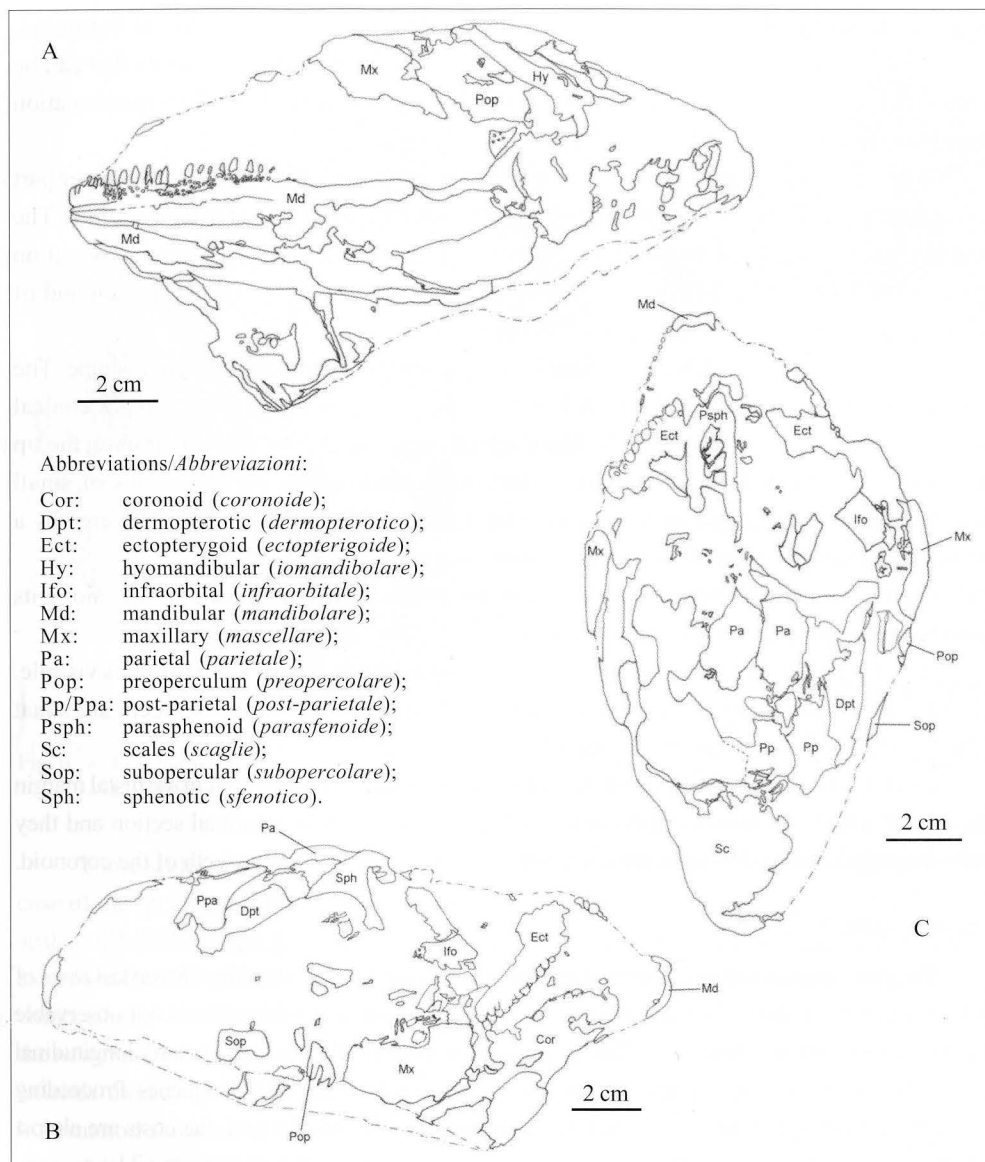 A
Mx
Hy
Pop
Md
Md
2 cm
Md
Psph
Ect
Ect
Ifo
Mx
Mx
Pa
Pa
Pop
Dpt
Sop
Pp
Pp
2 cm
Sc
C
Abbreviations/Abbreviazioni:
Cor: coronoid (coronoide);
Dpt: dermopterotic (dermopterotico);
Ect: ectopterygoid (ectopterigoide);
Hy: hyomandibular (iomandibolare);
Ifo: infraorbital (infraorbitale);
Md: mandibular (mandibolare);
Mx: maxillary (mascellare);
Pa: parietal (parietale);
Pop: preoperculum (preopercolare);
Pp/Ppa: post-parietal (post-parietale);
Psph: parasphenoid (parasfenoide);
Sc: scales (scaglie);
Sop: subopercular (subopercolare);
Sph: sphenotic (sfenotico).
Pa
Sph
Ppa
Dpt
Ect
Ifo
Md
Sop
Cor
Mx
2 cm
Pop
B